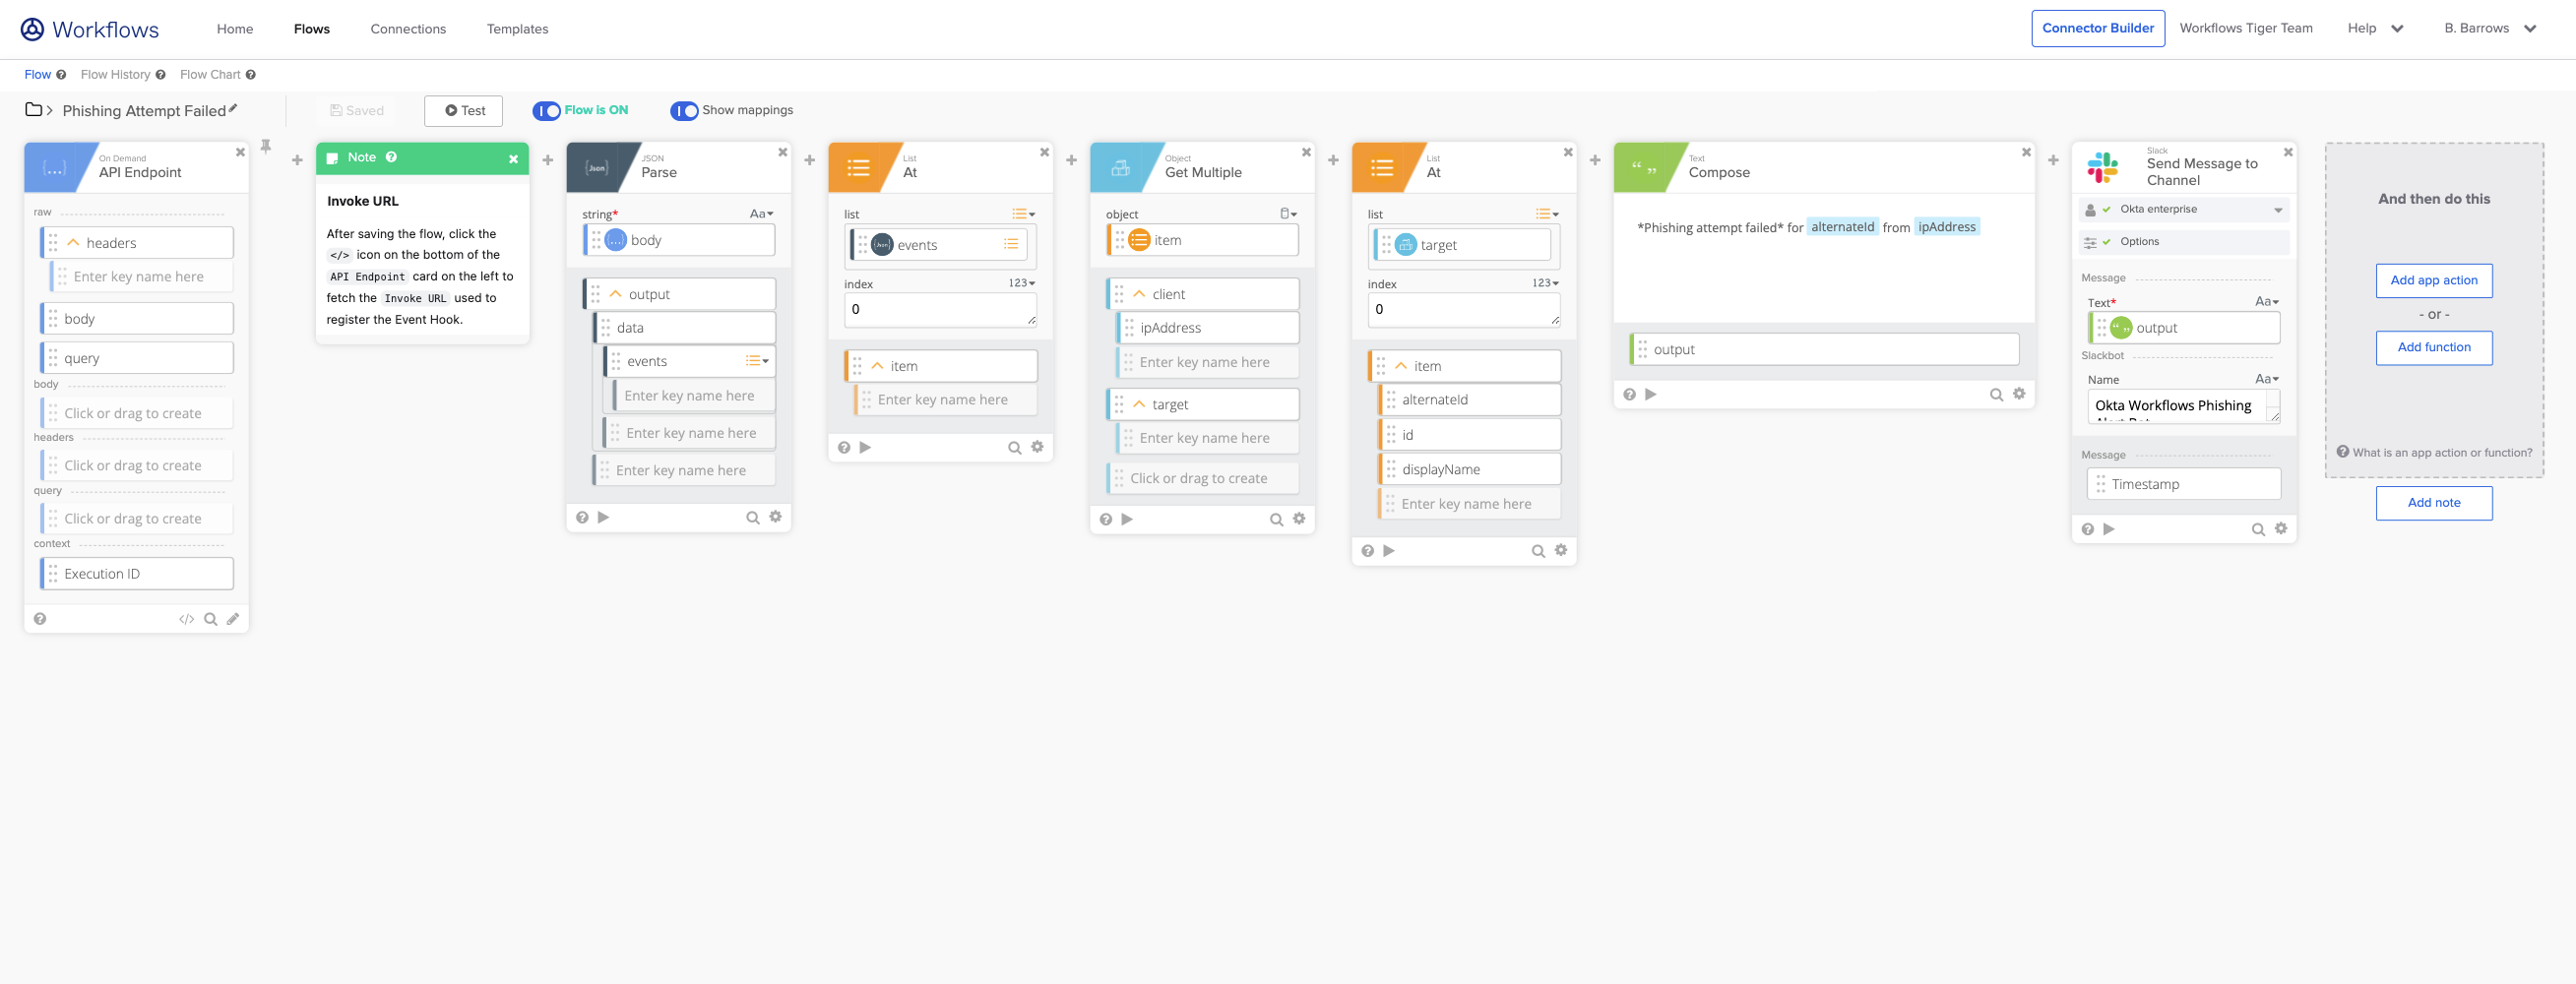 Workflows
Home
Flows
Connections
Templates
Connector Builder
Workflows Tiger Team
Help
B. Barrows
Flow
Flow History
Flow Chart
> Phishing Attempt Failed
Saved
Test
Flow is ON
Show mappings
On Demand
API Endpoint
raw
headers
Enter key name here
body
query
body
Click or drag to create
headers
Click or drag to create
query
Click or drag to create
context
Execution ID
</>
Note
Invoke URL
After saving the flow, click the
</> icon on the bottom of the
API Endpoint card on the left to
fetch the Invoke URL used to
register the Event Hook.
JSON
Parse
string*
Aa
body
output
data
events
Enter key name here
Enter key name here
Enter key name here
List
At
list
events
index
123
0
item
Enter key name here
Object
Get Multiple
object
item
client
ipAddress
Enter key name here
target
Enter key name here
Click or drag to create
List
At
list
target
index
123
0
item
alternateId
id
displayName
Enter key name here
Text
Compose
*Phishing attempt failed* for alternateId from ipAddress
output
Slack
Send Message to
Channel
Okta enterprise
Options
Message
Text*
Aa
output
Slackbot
Name
Aa
Okta Workflows Phishing
Message
Timestamp
And then do this
Add app action
- or -
Add function
What is an app action or function?
Add note